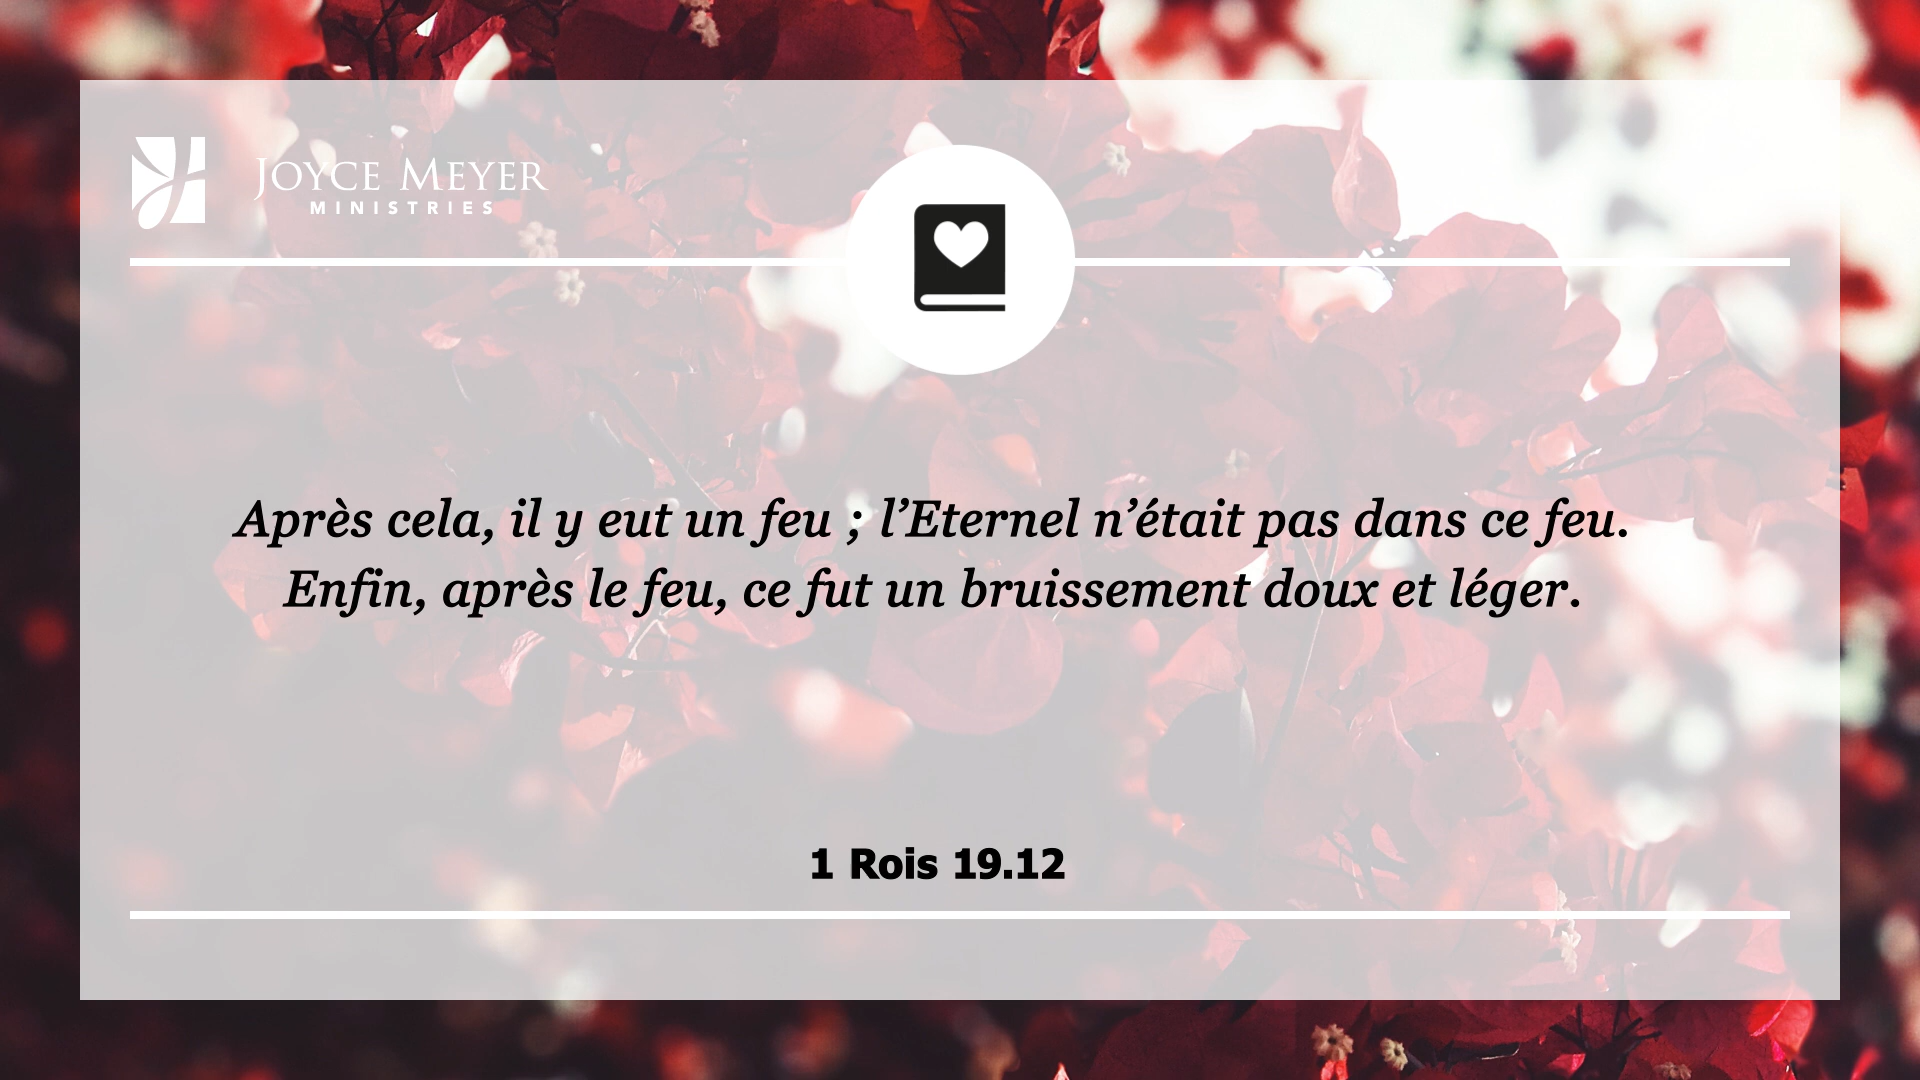 JOYCE MEYER
MINISTRIES
Après cela, il y eut un feu ; l’Eternel n’était pas dans ce feu.
Enfin, après le feu, ce fut un bruissement doux et léger.
1 Rois 19.12